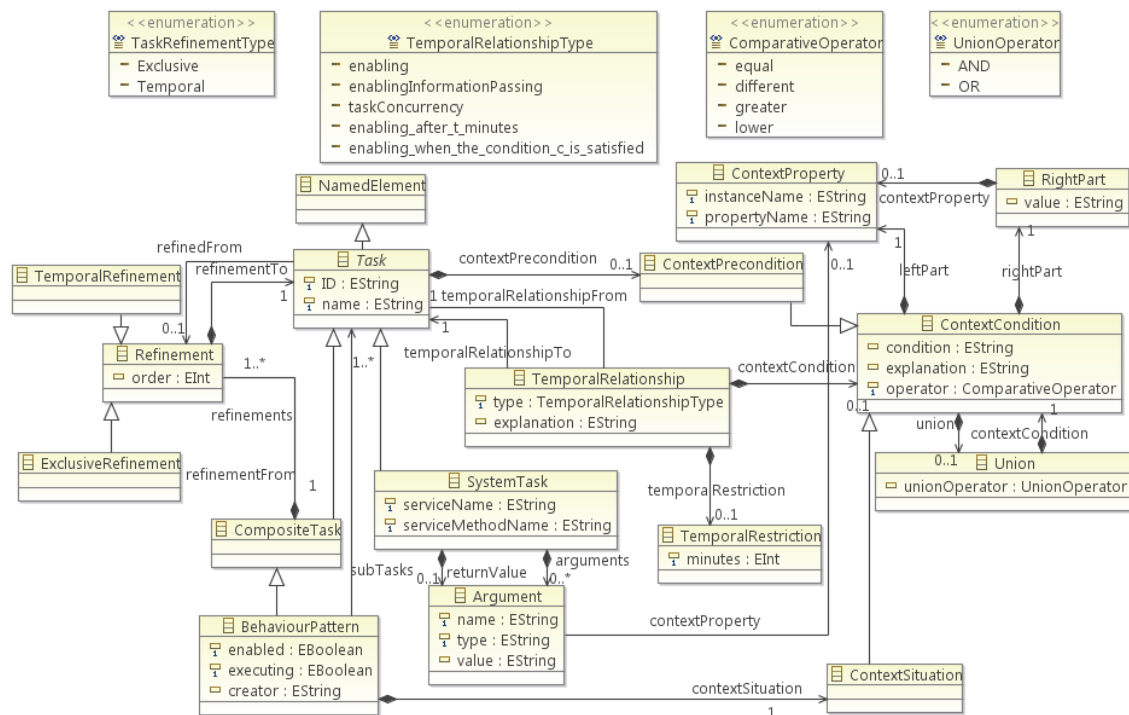 <<enumeration>>
TaskRefinementType
Exclusive
Temporal
<<enumeration>>
TemporalRelationshipType
enabling
enablingInformationPassing
taskConcurrency
enabling_after_t_minutes
enabling_when_the_condition_c_is_satisfied
<<enumeration>>
ComparativeOperator
equal
different
greater
lower
<<enumeration>>
UnionOperator
AND
OR
NamedElement
ContextProperty
instanceName : EString
propertyName : EString
0..1
contextProperty
RightPart
value : EString
refinedFrom
refinementTo
1
Task
ID : EString
name : EString
contextPrecondition
0..1
ContextPrecondition
0..1
1
leftPart
1
rightPart
TemporalRefinement
0..1
1 temporalRelationshipFrom
1
temporalRelationshipTo
Refinement
order : EInt
1..*
1..*
refinements
ContextCondition
condition : EString
explanation : EString
operator : ComparativeOperator
contextCondition
0..1
TemporalRelationship
type : TemporalRelationshipType
explanation : EString
union
1
contextCondition
0..1
Union
unionOperator : UnionOperator
ExclusiveRefinement
refinementFrom
1
SystemTask
serviceName : EString
serviceMethodName : EString
temporalRestriction
0..1
CompositeTask
TemporalRestriction
minutes : EInt
subTasks
0..1
returnValue
arguments
0..*
Argument
name : EString
type : EString
value : EString
contextProperty
BehaviourPattern
enabled : EBoolean
executing : EBoolean
creator : EString
contextSituation
1
ContextSituation